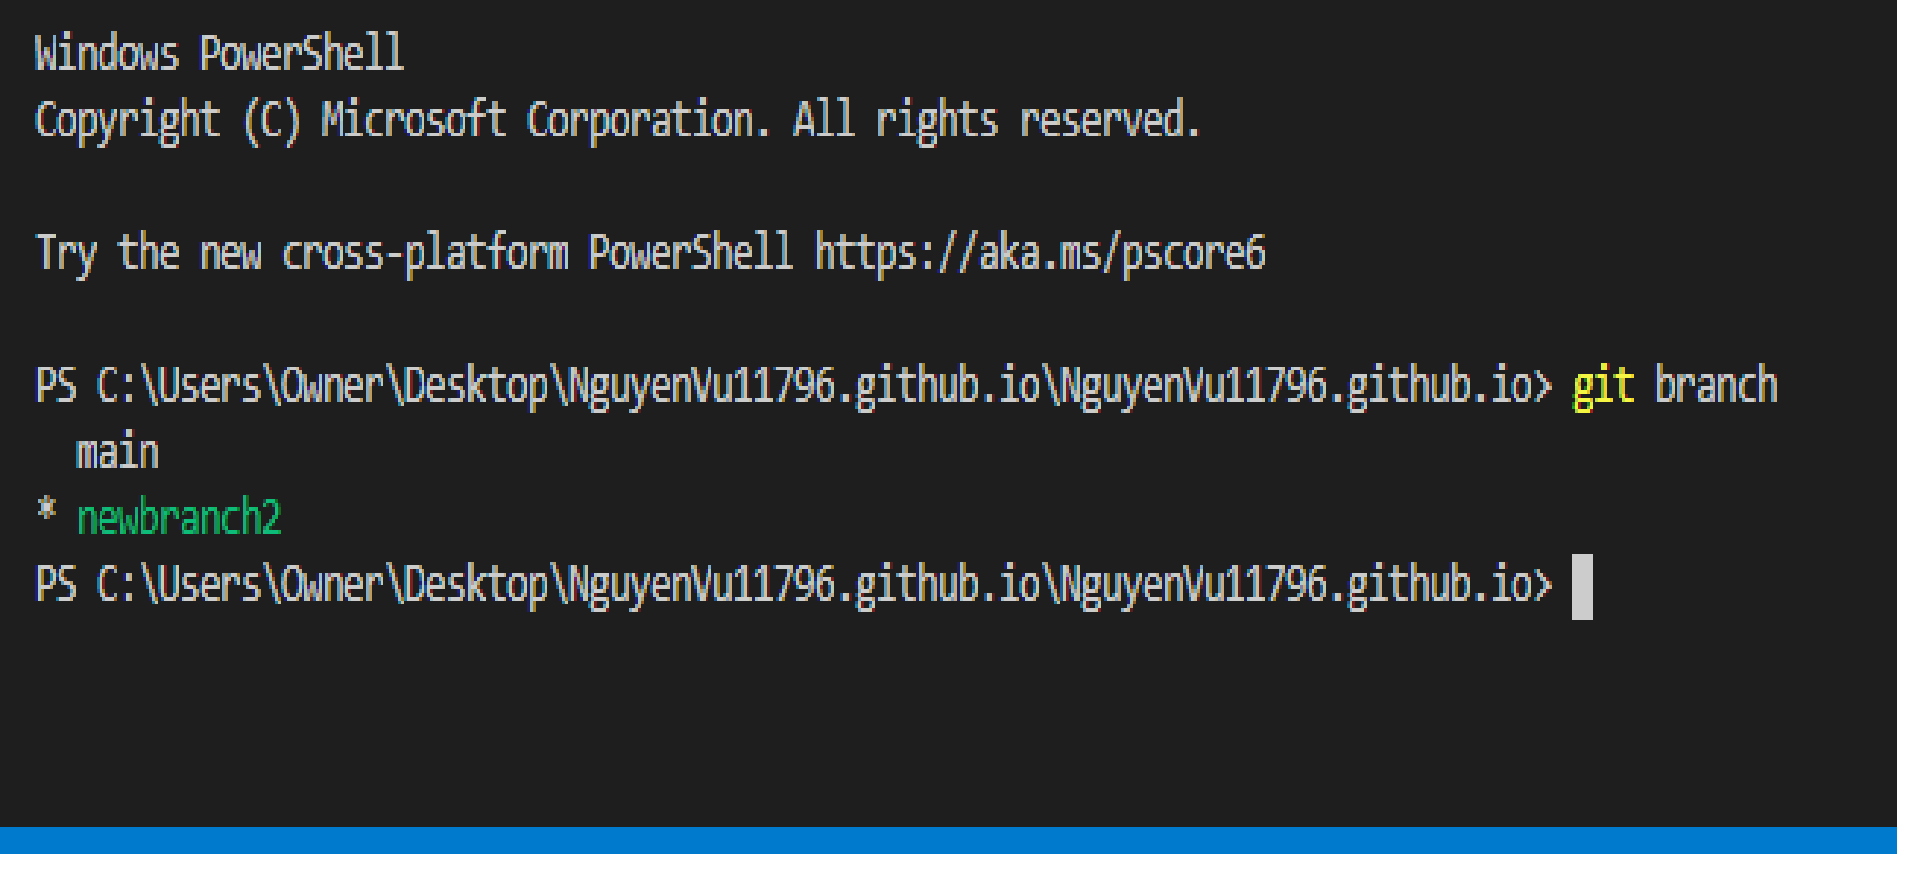 Windows PowerShell
Copyright (C) Microsoft Corporation. All rights reserved.
Try the new cross-platform PowerShell https://aka.ms/pscore6
PS C:\Users\Owner\Desktop\NguyenVu11796.github.io\NguyenVu11796.github.io> git branch
  main
* newbranch2
PS C:\Users\Owner\Desktop\NguyenVu11796.github.io\NguyenVu11796.github.io>